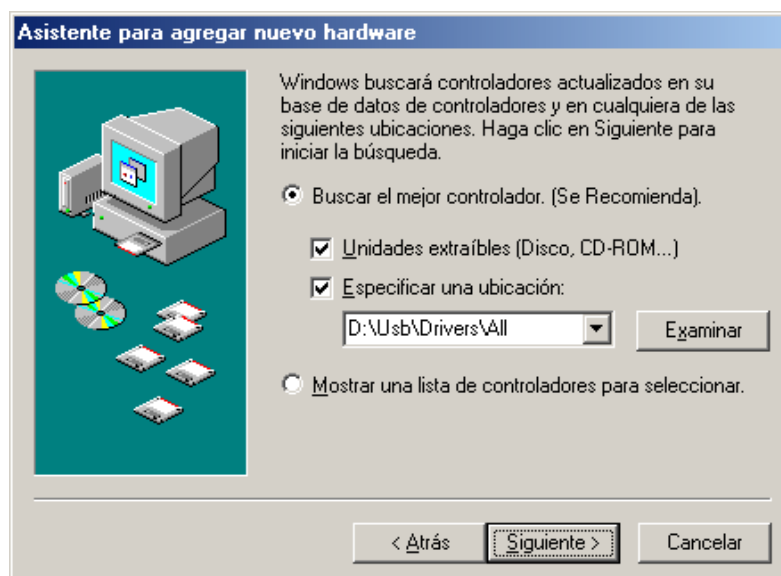 Asistente para agregar nuevo hardware
Windows buscará controladores actualizados en su
base de datos de controladores y en cualquiera de las
siguientes ubicaciones. Haga clic en Siguiente para
iniciar la búsqueda.
Buscar el mejor controlador. (Se Recomienda).
Unidades extraíbles (Disco, CD-ROM...)
Especificar una ubicación:
D:\Usb\Drivers\All
Examinar
Mostrar una lista de controladores para seleccionar.
< Atrás
Siguiente >
Cancelar